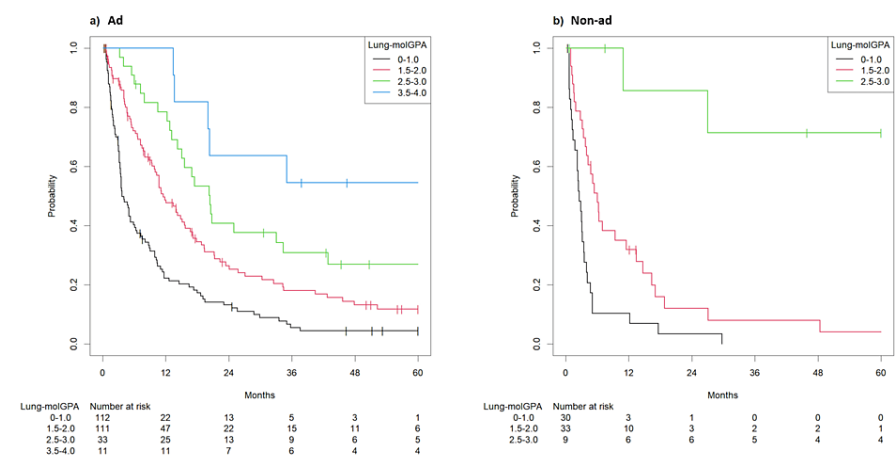 a) Ad
Lung-molGPA
0-1.0
1.5-2.0
2.5-3.0
3.5-4.0
Probability
1.0
0.8
0.6
0.4
0.2
0.0
0 12 24 36 48 60
Months
Lung-molGPA Number at risk
0-1.0 112 22 13 5 3 1
1.5-2.0 111 47 22 15 11 6
2.5-3.0 33 25 13 9 6 5
3.5-4.0 11 11 7 6 4 4
b) Non-ad
Lung-molGPA
0-1.0
1.5-2.0
2.5-3.0
Probability
1.0
0.8
0.6
0.4
0.2
0.0
0 12 24 36 48 60
Months
Lung-molGPA Number at risk
0-1.0 30 3 1 0 0 0
1.5-2.0 33 10 3 2 2 1
2.5-3.0 9 6 6 5 4 4